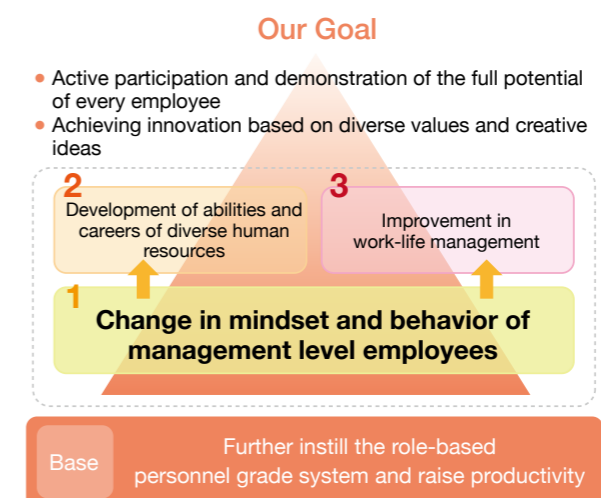 Our Goal
• Active participation and demonstration of the full potential
of every employee
• Achieving innovation based on diverse values and creative
ideas
2
Development of abilities and
careers of diverse human
resources
3
Improvement in
work-life management
1
Change in mindset and behavior of
management level employees
Base
Further instill the role-based
personnel grade system and raise productivity